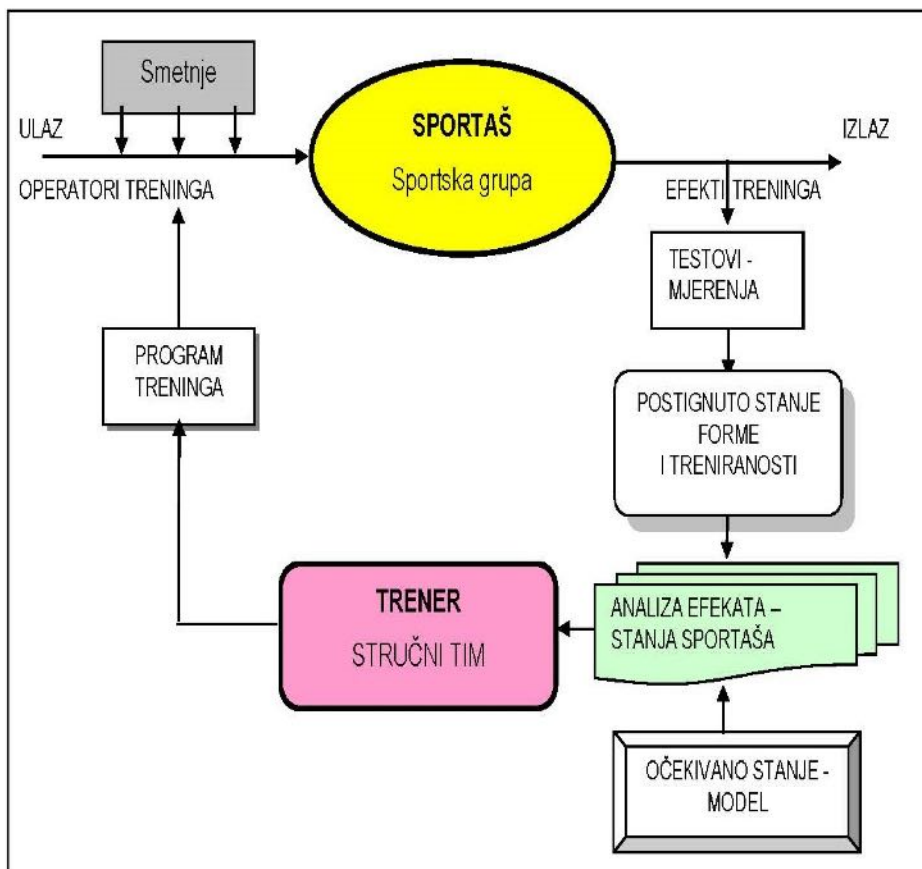 Smetnje
ULAZ
SPORTAŠ
IZLAZ
Sportska grupa
OPERATORI TRENINGA
EFEKTI TRENINGA
TESTOVI -
MJERENJA
PROGRAM
TRENINGA
POSTIGNUTO STANJE
FORME
I TRENIRANOSTI
TRENER
STRUČNI TIM
ANALIZA EFEKATA –
STANJA SPORTAŠA
OČEKIVANO STANJE -
MODEL